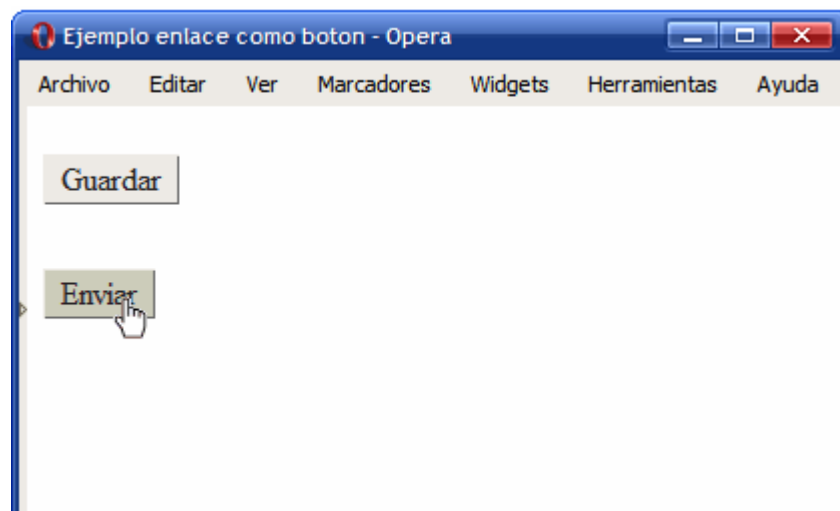 Ejemplo enlace como boton - Opera
Archivo Editar Ver Marcadores Widgets Herramientas Ayuda
Guardar
Enviar